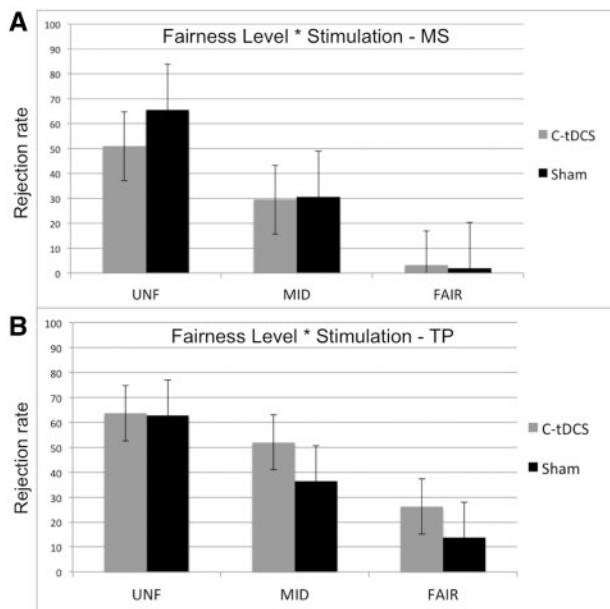 A
Fairness Level * Stimulation - MS
Rejection rate
100
90
80
70
60
50
40
30
20
10
0
UNF MID FAIR
C-tDCS
Sham
B
Fairness Level * Stimulation - TP
Rejection rate
100
90
80
70
60
50
40
30
20
10
0
UNF MID FAIR
C-tDCS
Sham